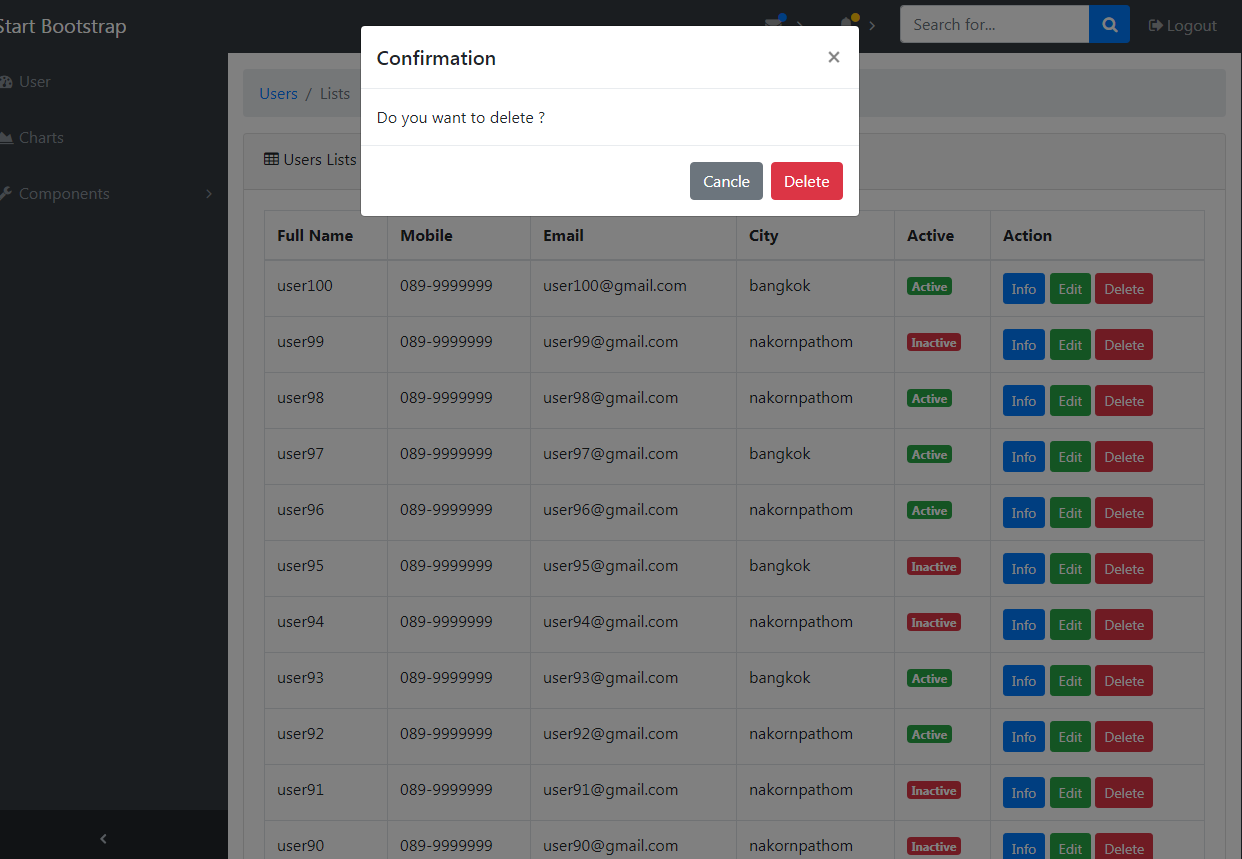 Start Bootstrap
Search for...
Logout
User
Charts
Components
Confirmation ×
Do you want to delete ?
Cancle Delete
Users / Lists
Users Lists
Full Name Mobile Email City Active Action
user100 089-9999999 user100@gmail.com bangkok Active Info Edit Delete
user99 089-9999999 user99@gmail.com nakornpathom Inactive Info Edit Delete
user98 089-9999999 user98@gmail.com nakornpathom Active Info Edit Delete
user97 089-9999999 user97@gmail.com bangkok Active Info Edit Delete
user96 089-9999999 user96@gmail.com nakornpathom Active Info Edit Delete
user95 089-9999999 user95@gmail.com bangkok Inactive Info Edit Delete
user94 089-9999999 user94@gmail.com nakornpathom Inactive Info Edit Delete
user93 089-9999999 user93@gmail.com bangkok Active Info Edit Delete
user92 089-9999999 user92@gmail.com nakornpathom Active Info Edit Delete
user91 089-9999999 user91@gmail.com nakornpathom Inactive Info Edit Delete
user90 089-9999999 user90@gmail.com nakornpathom Inactive Info Edit Delete